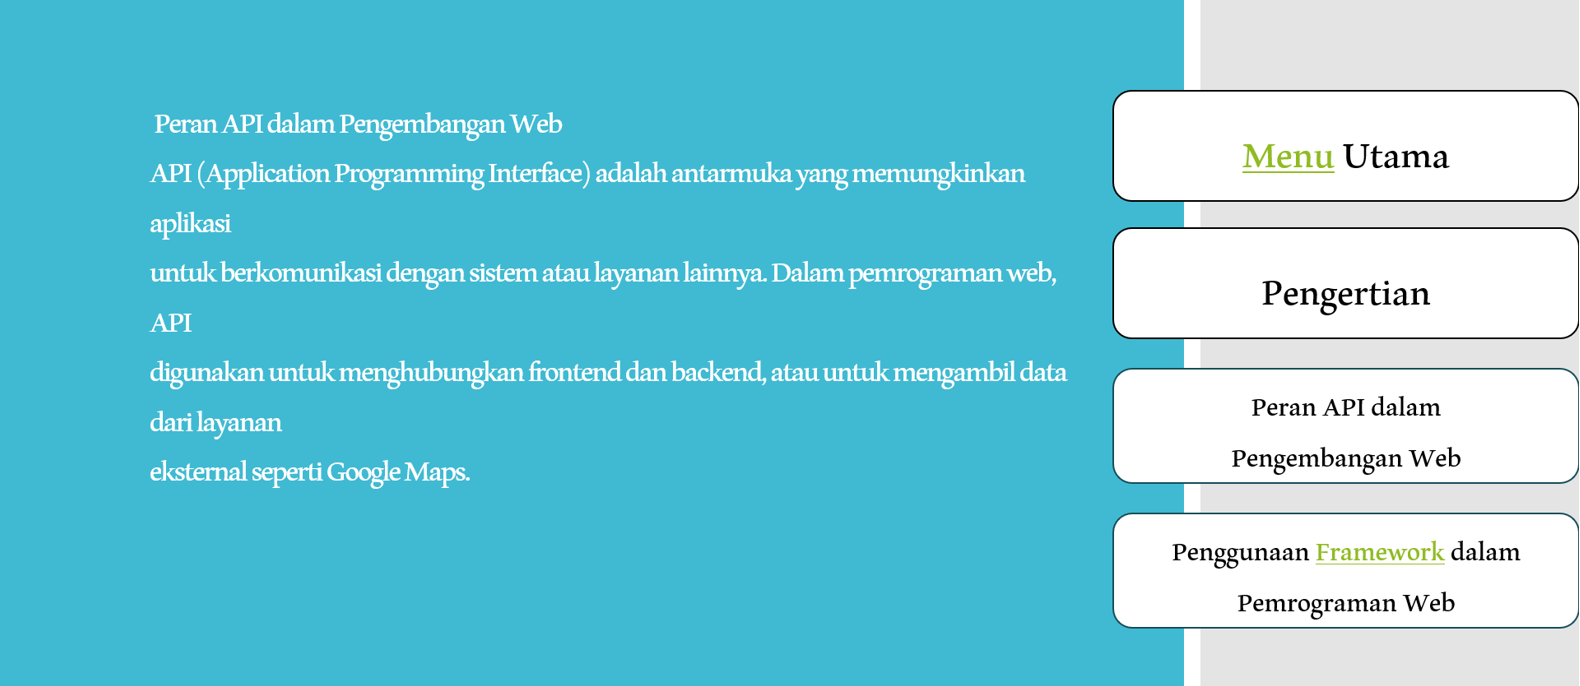 Peran API dalam Pengembangan Web
API (Application Programming Interface) adalah antarmuka yang memungkinkan
aplikasi
untuk berkomunikasi dengan sistem atau layanan lainnya. Dalam pemrograman web,
API
digunakan untuk menghubungkan frontend dan backend, atau untuk mengambil data
dari layanan
eksternal seperti Google Maps.
Menu Utama
Pengertian
Peran API dalam
Pengembangan Web
Penggunaan Framework dalam
Pemrograman Web